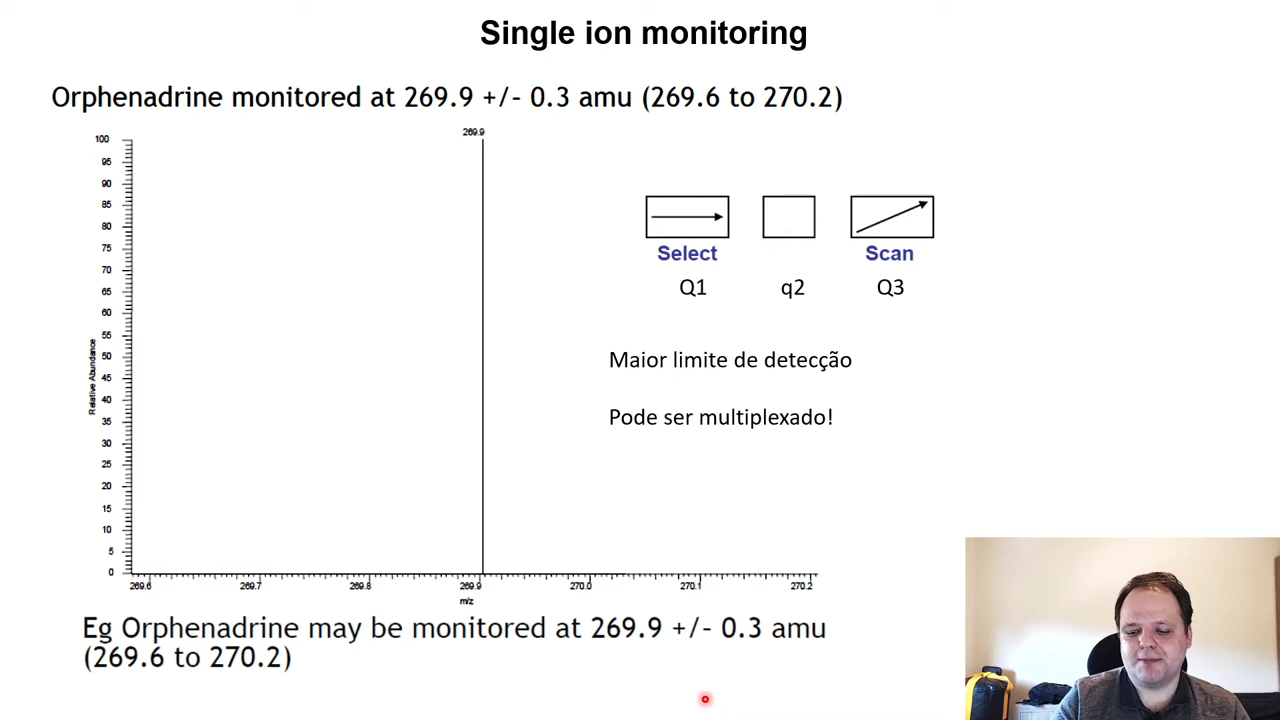 Single ion monitoring
Orphenadrine monitored at 269.9 +/- 0.3 amu (269.6 to 270.2)
269.9
100
95
90
85
80
75
70
65
60
55
50
45
40
35
30
25
20
15
10
5
0
Relative Abundance
269.6 269.7 269.8 269.9 270.0 270.1 270.2
m/z
Select Scan
Q1 q2 Q3
Maior limite de detecção
Pode ser multiplexado!
Eg Orphenadrine may be monitored at 269.9 +/- 0.3 amu
(269.6 to 270.2)